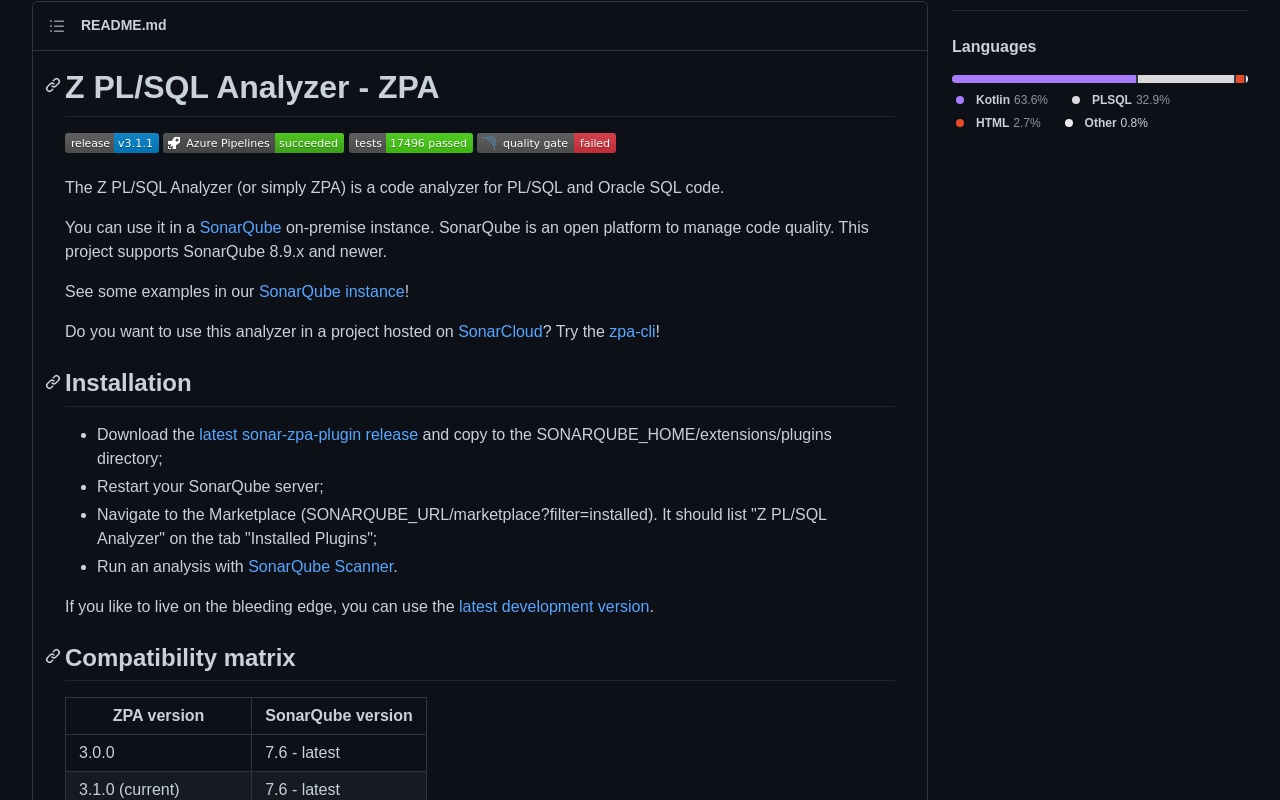 README.md
Z PL/SQL Analyzer - ZPA
release v3.1.1 Azure Pipelines succeeded tests 17496 passed quality gate failed
The Z PL/SQL Analyzer (or simply ZPA) is a code analyzer for PL/SQL and Oracle SQL code.
You can use it in a SonarQube on-premise instance. SonarQube is an open platform to manage code quality. This
project supports SonarQube 8.9.x and newer.
See some examples in our SonarQube instance!
Do you want to use this analyzer in a project hosted on SonarCloud? Try the zpa-cli!
Installation
Download the latest sonar-zpa-plugin release and copy to the SONARQUBE_HOME/extensions/plugins
directory;
Restart your SonarQube server;
Navigate to the Marketplace (SONARQUBE_URL/marketplace?filter=installed). It should list "Z PL/SQL
Analyzer" on the tab "Installed Plugins";
Run an analysis with SonarQube Scanner.
If you like to live on the bleeding edge, you can use the latest development version.
Compatibility matrix
ZPA version SonarQube version
3.0.0 7.6 - latest
3.1.0 (current) 7.6 - latest
Languages
Kotlin 63.6% PLSQL 32.9%
HTML 2.7% Other 0.8%